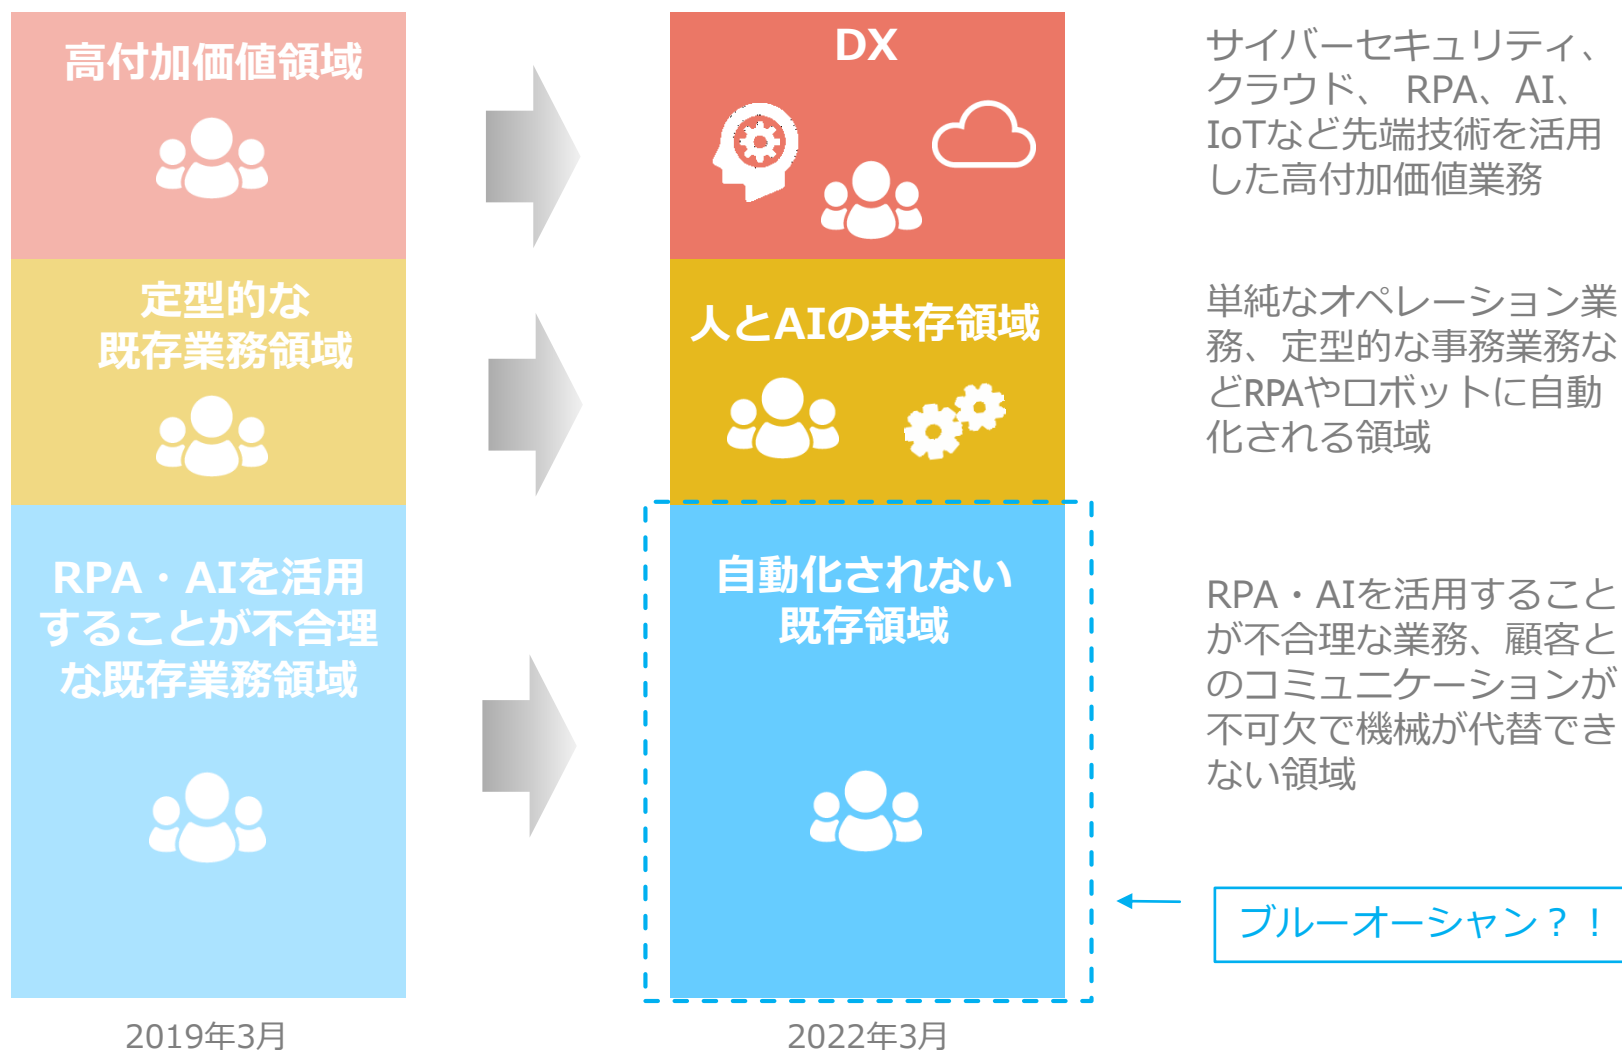 高付加価値領域
定型的な
既存業務領域
RPA・AIを活用
することが不合理
な既存業務領域
2019年3月
DX
人とAIの共存領域
自動化されない
既存領域
2022年3月
サイバーセキュリティ、
クラウド、 RPA、AI、
IoTなど先端技術を活用
した高付加価値業務
単純なオペレーション業
務、定型的な事務業務な
どRPAやロボットに自動
化される領域
RPA・AIを活用すること
が不合理な業務、顧客と
のコミュニケーションが
不可欠で機械が代替でき
ない領域
ブルーオーシャン？！